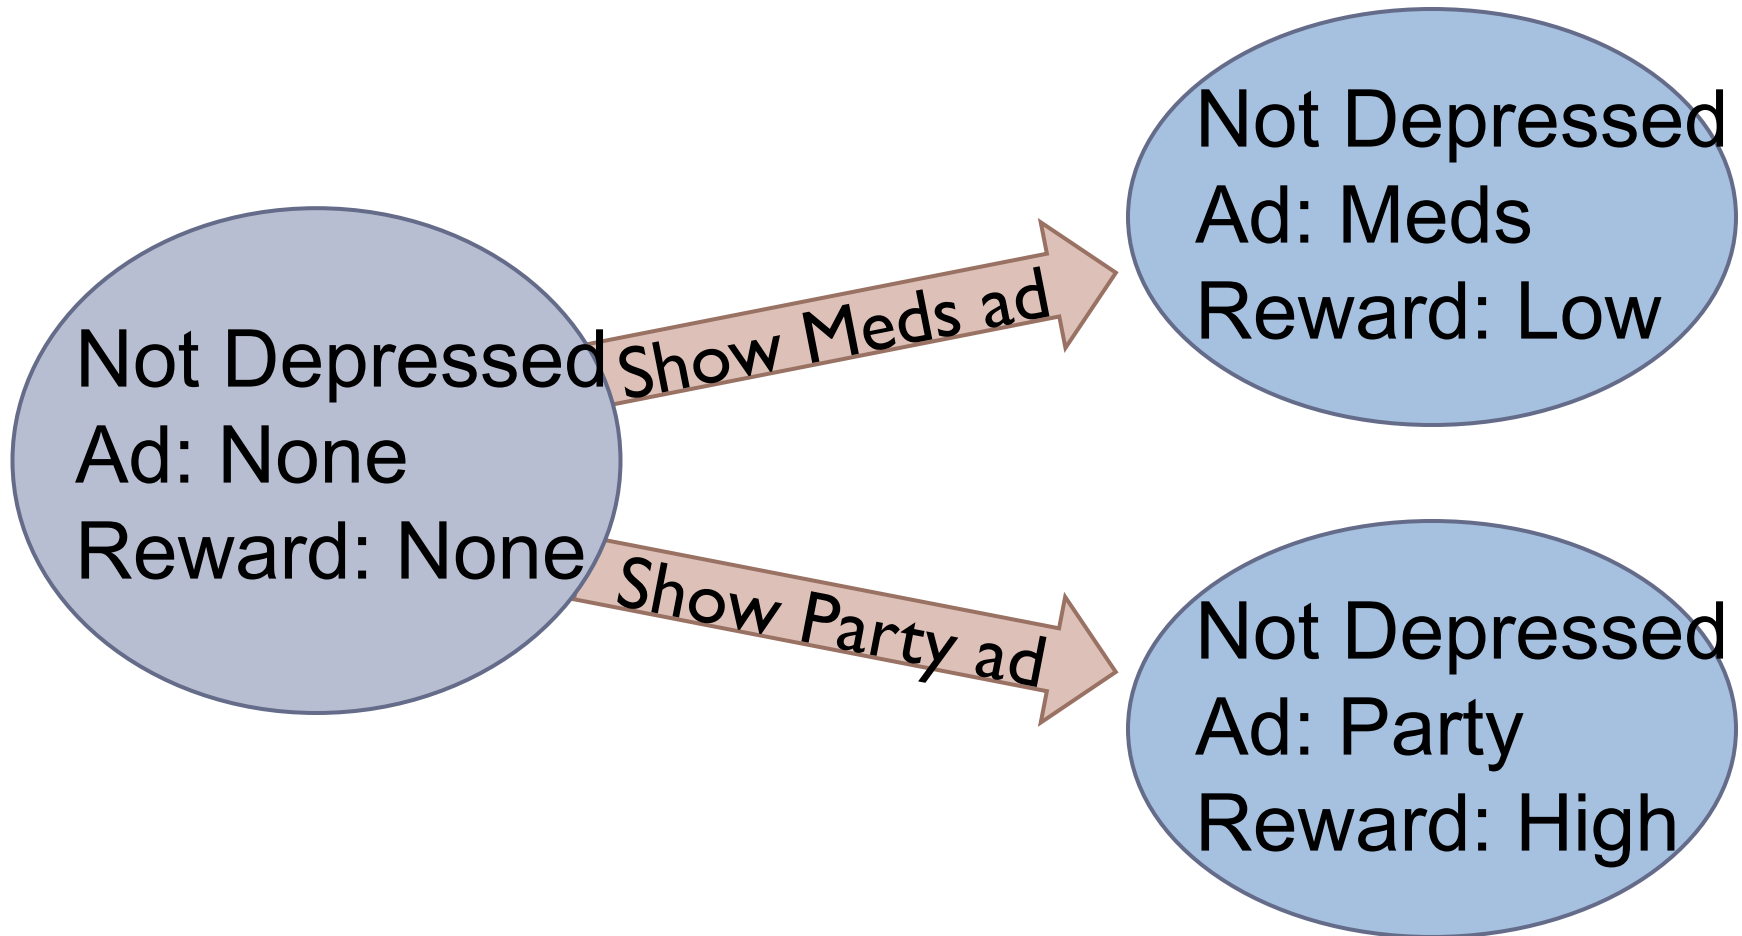 Not Depressed
Ad: None
Reward: None
Show Meds ad
Show Party ad
Not Depressed
Ad: Meds
Reward: Low
Not Depressed
Ad: Party
Reward: High